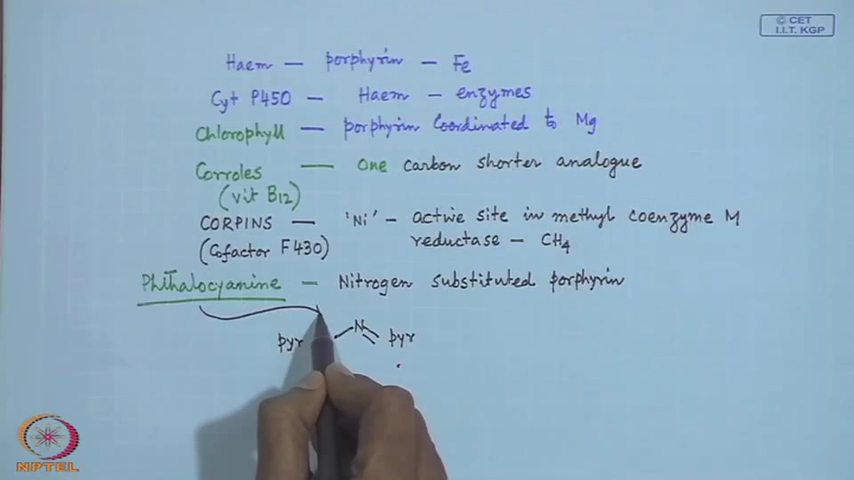 © CET
I.I.T. KGP
Haem — porphyrin — Fe
Cyt P450 — Haem — enzymes
Chlorophyll — porphyrin Coordinated to Mg
Corroles — One carbon shorter analogue
(vit B12)
CORPINS — 'Ni' - active site in methyl coenzyme M
(Cofactor F430) reductase — CH4
Phthalocyanine — Nitrogen substituted porphyrin
pyr N pyr
NPTEL